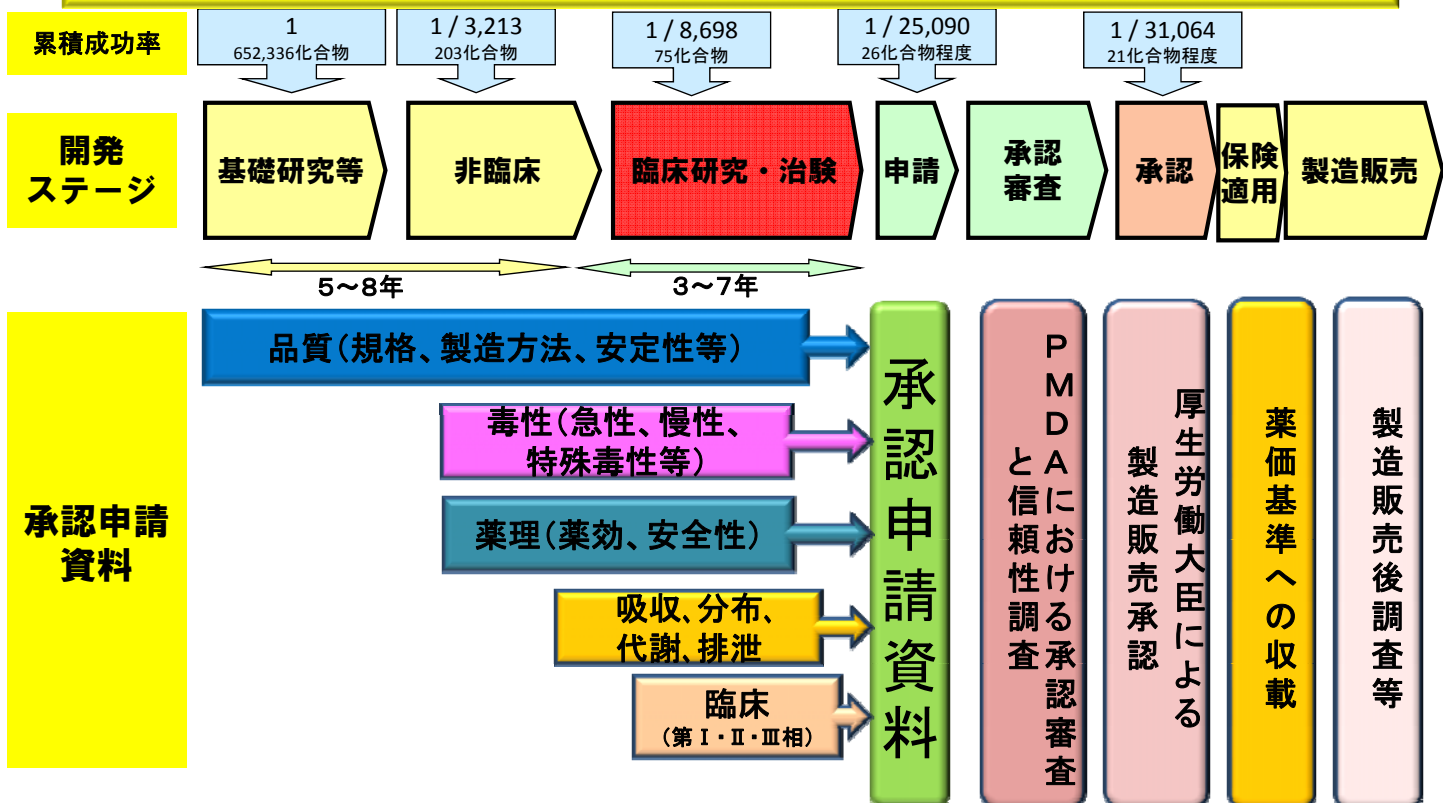 累積成功率
1
652,336化合物
1 / 3,213
203化合物
1 / 8,698
75化合物
1 / 25,090
26化合物程度
1 / 31,064
21化合物程度
開発
ステージ
基礎研究等
非臨床
臨床研究・治験
申請
承認
審査
承認
保険
適用
製造販売
5～8年
3～7年
承認申請
資料
品質(規格、製造方法、安定性等)
毒性(急性、慢性、
特殊毒性等)
薬理(薬効、安全性)
吸収、分布、
代謝、排泄
臨床
(第Ⅰ・Ⅱ・Ⅲ相)
承認申請資料
PMDAにおける承認審査
と信頼性調査
厚生労働大臣による
製造販売承認
薬価基準への収載
製造販売後調査等